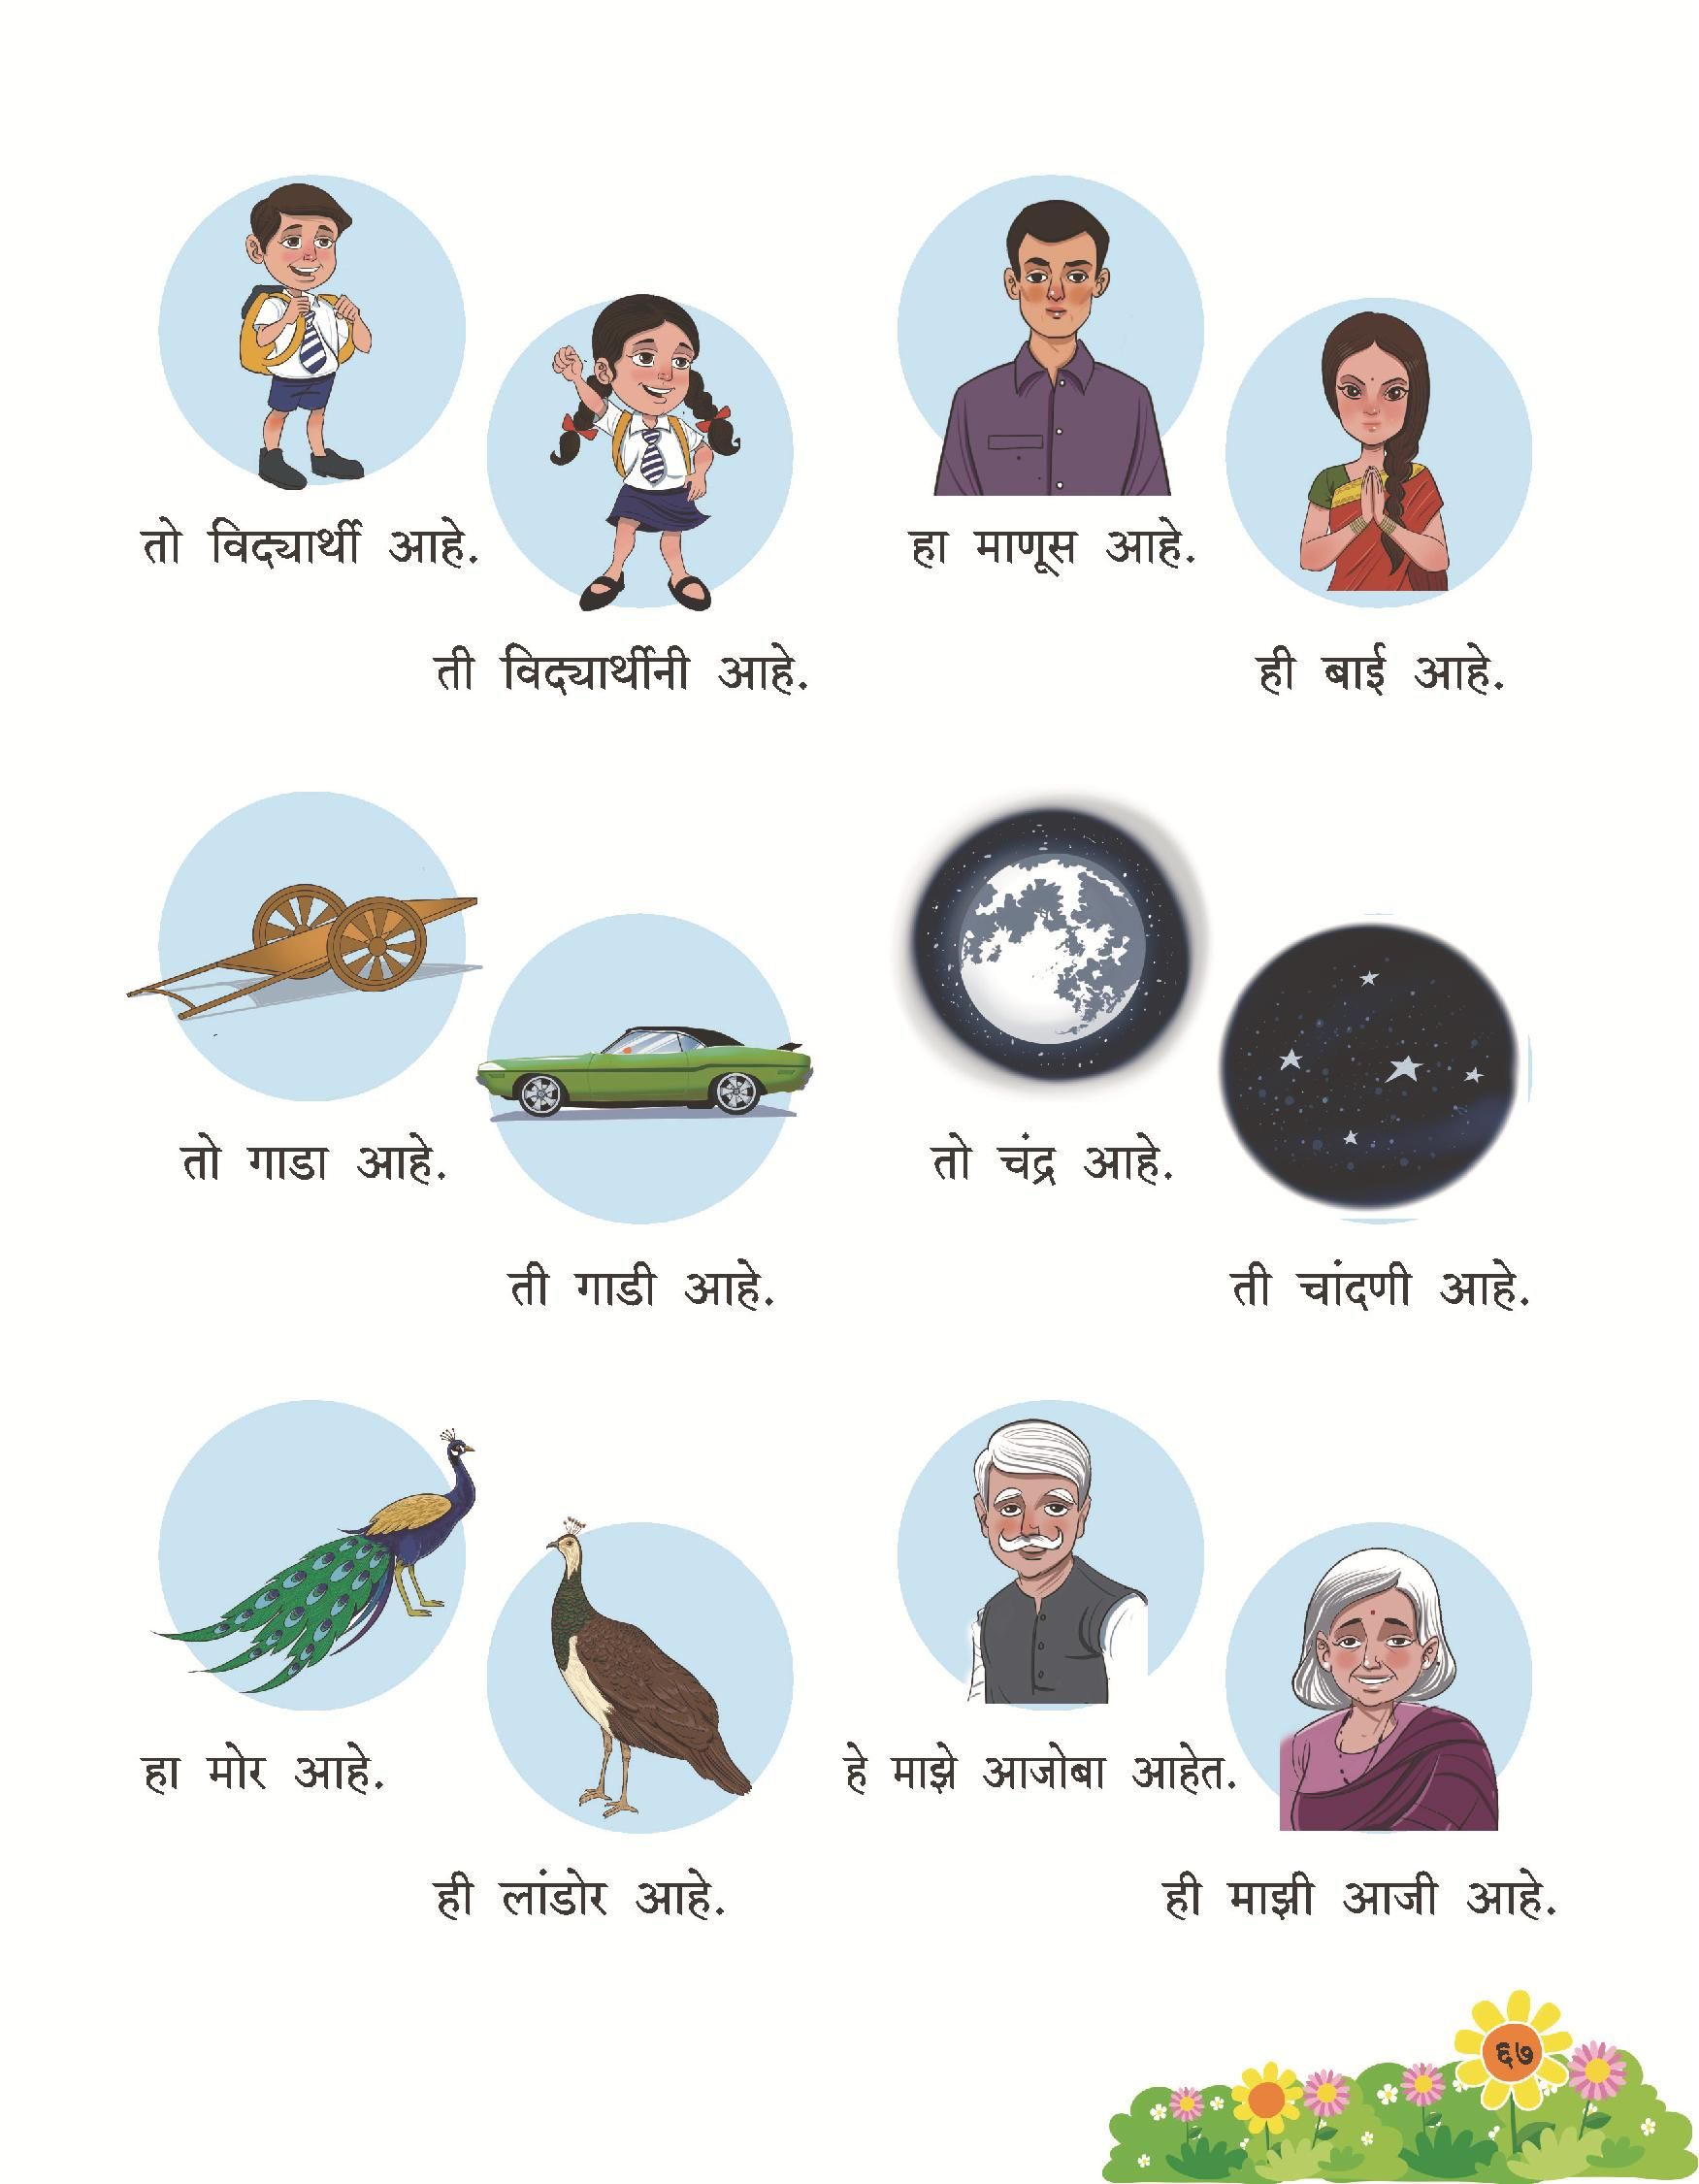 तो विद्यार्थी आहे.
ती विद्यार्थीनी आहे.
हा माणूस आहे.
ही बाई आहे.
तो गाडा आहे.
ती गाडी आहे.
तो चंद्र आहे.
ती चांदणी आहे.
हा मोर आहे.
ही लांडोर आहे.
हे माझे आजोबा आहेत.
ही माझी आजी आहे.
६७